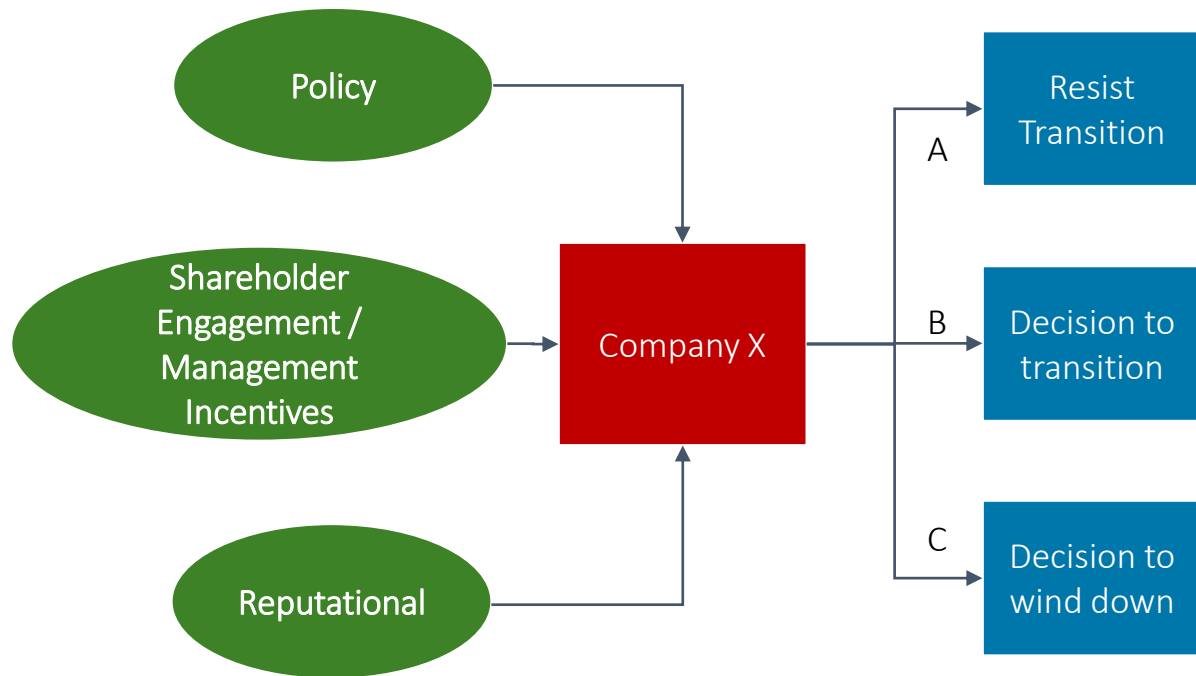 Policy
Shareholder
Engagement /
Management
Incentives
Reputational
Company X
A
B
C
Resist
Transition
Decision to
transition
Decision to
wind down